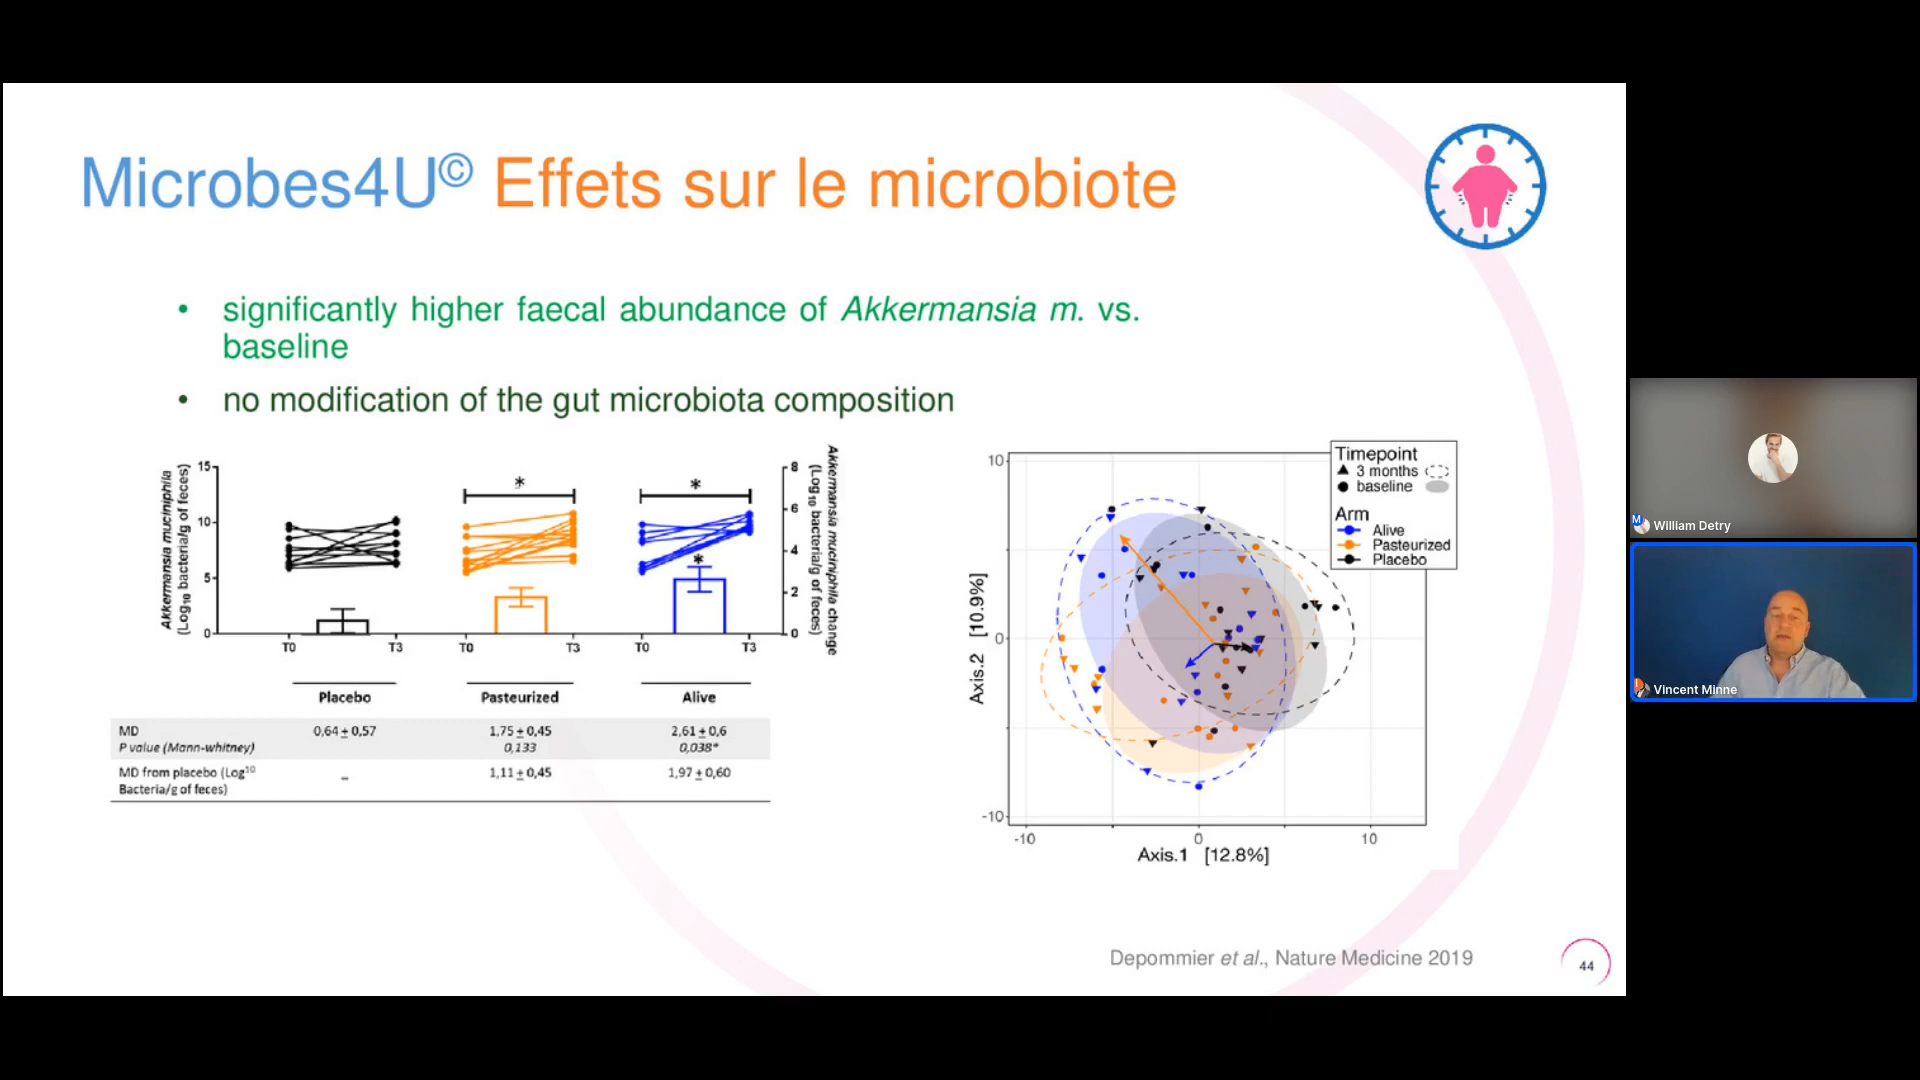 Microbes4U© Effets sur le microbiote
• significantly higher faecal abundance of Akkermansia m. vs.
baseline
• no modification of the gut microbiota composition
Akkermansia muciniphila
(Log10 bacteria/g of feces)
15
10
5
0
*
*
*
8
6
4
2
0
Akkermansia muciniphila change
(Log10 bacteria/g of feces)
T0 T3 T0 T3 T0 T3
Placebo Pasteurized Alive
MD 0,64 ± 0,57 1,75 ± 0,45 2,61 ± 0,6
P value (Mann-whitney) 0,133 0,038*
MD from placebo (Log10 – 1,11 ± 0,45 1,97 ± 0,60
Bacteria/g of feces)
Timepoint
3 months
baseline
Arm
Alive
Pasteurized
Placebo
Axis.2 [10.9%]
10
0
-10
-10 0 10
Axis.1 [12.8%]
Depommier et al., Nature Medicine 2019
44
William Detry
Vincent Minne